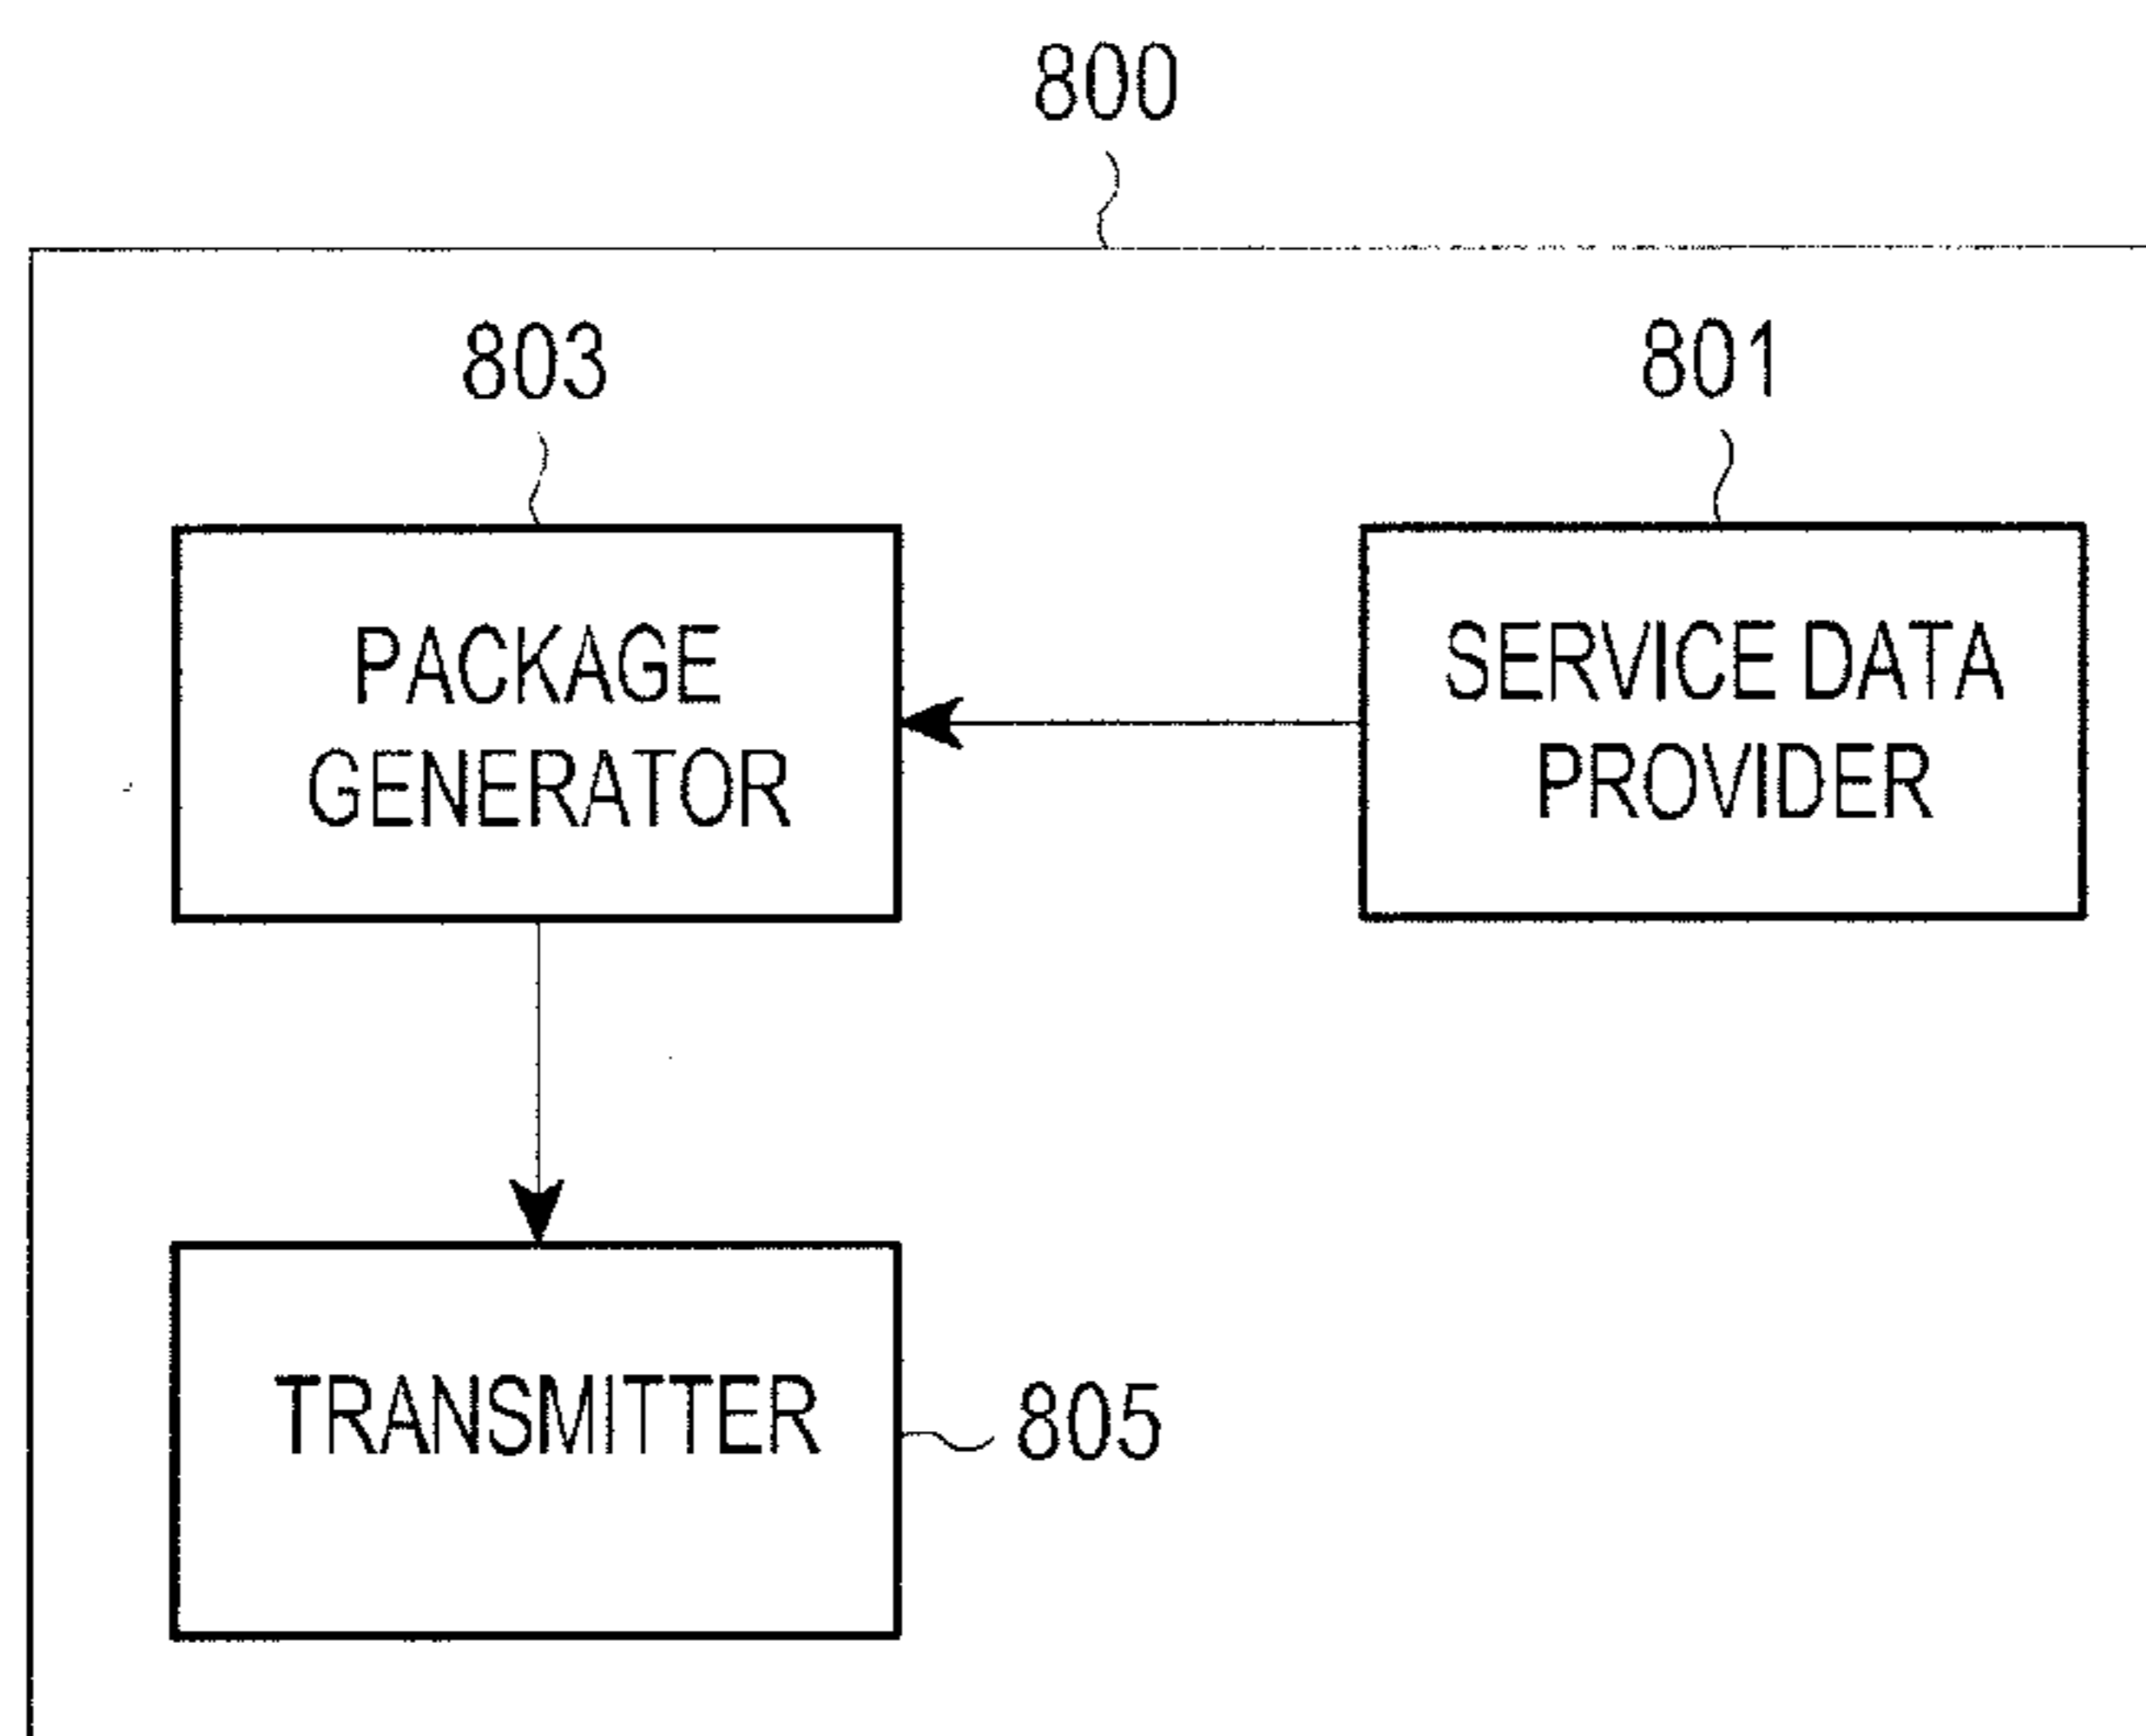 800
803
801
PACKAGE
GENERATOR
SERVICE DATA
PROVIDER
TRANSMITTER
805